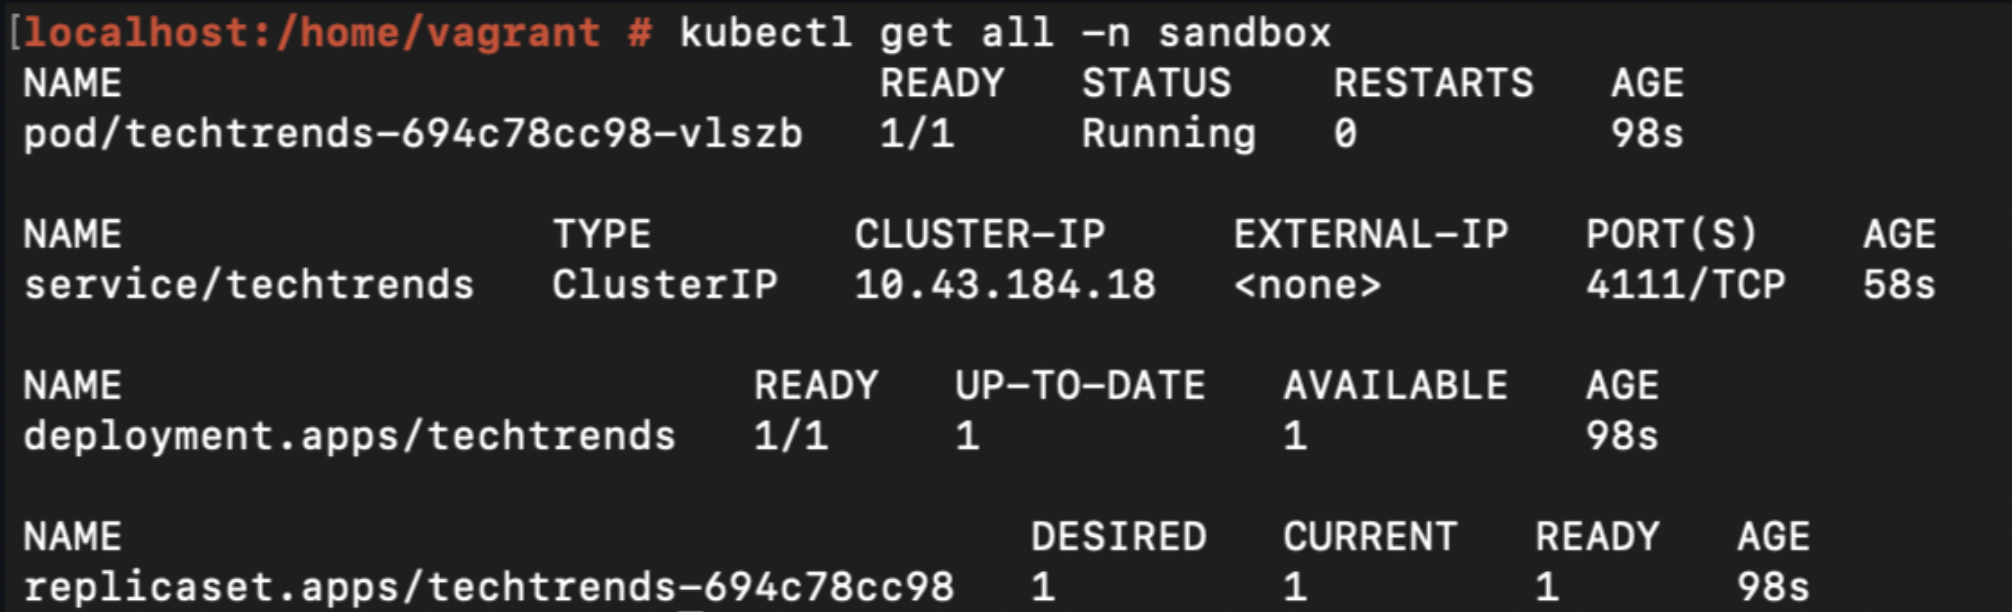 [localhost:/home/vagrant # kubectl get all -n sandbox
NAME READY STATUS RESTARTS AGE
pod/techtrends-694c78cc98-vlszb 1/1 Running 0 98s
NAME TYPE CLUSTER-IP EXTERNAL-IP PORT(S) AGE
service/techtrends ClusterIP 10.43.184.18 <none> 4111/TCP 58s
NAME READY UP-TO-DATE AVAILABLE AGE
deployment.apps/techtrends 1/1 1 1 98s
NAME DESIRED CURRENT READY AGE
replicaset.apps/techtrends-694c78cc98 1 1 1 98s